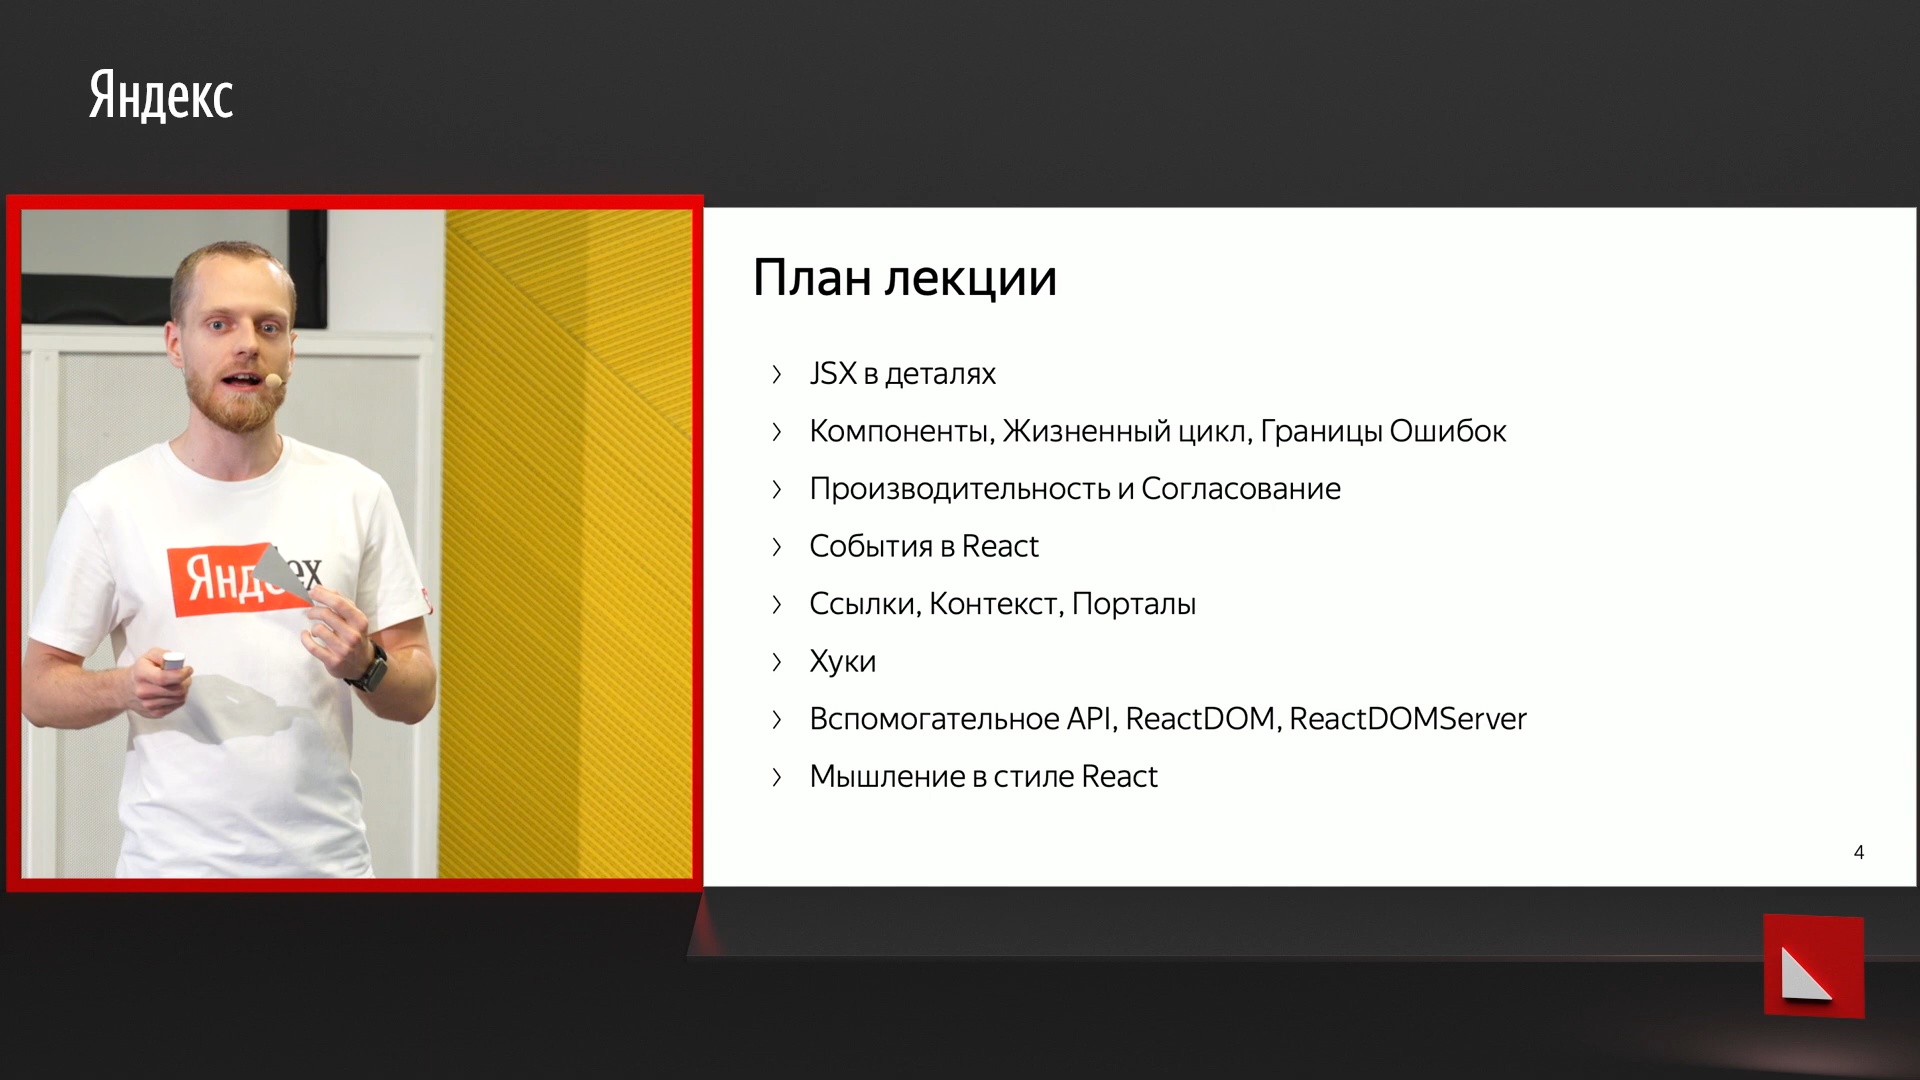 Яндекс
План лекции
JSX в деталях
Компоненты, Жизненный цикл, Границы Ошибок
Производительность и Согласование
События в React
Ссылки, Контекст, Порталы
Хуки
Вспомогательное API, ReactDOM, ReactDOMServer
Мышление в стиле React
4